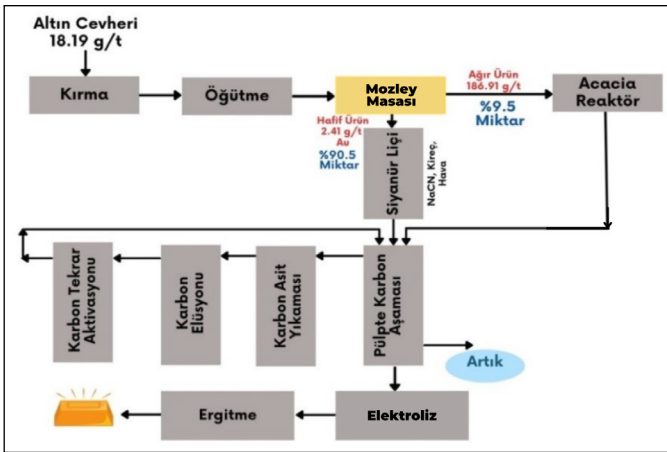 Altın Cevheri
18.19 g/t
Kırma
Öğütme
Mozley
Masası
Ağır Ürün
186.91 g/t
%9.5
Miktar
Acacia
Reaktör
Hafif Ürün
2.41 g/t
Au
%90.5
Miktar
Siyanür Liçi
NaCN, Kireç,
Hava
Karbon Tekrar
Aktivasyonu
Karbon
Elüsyonu
Karbon Asit
Yıkaması
Pülpte Karbon
Aşaması
Artık
Ergitme
Elektroliz